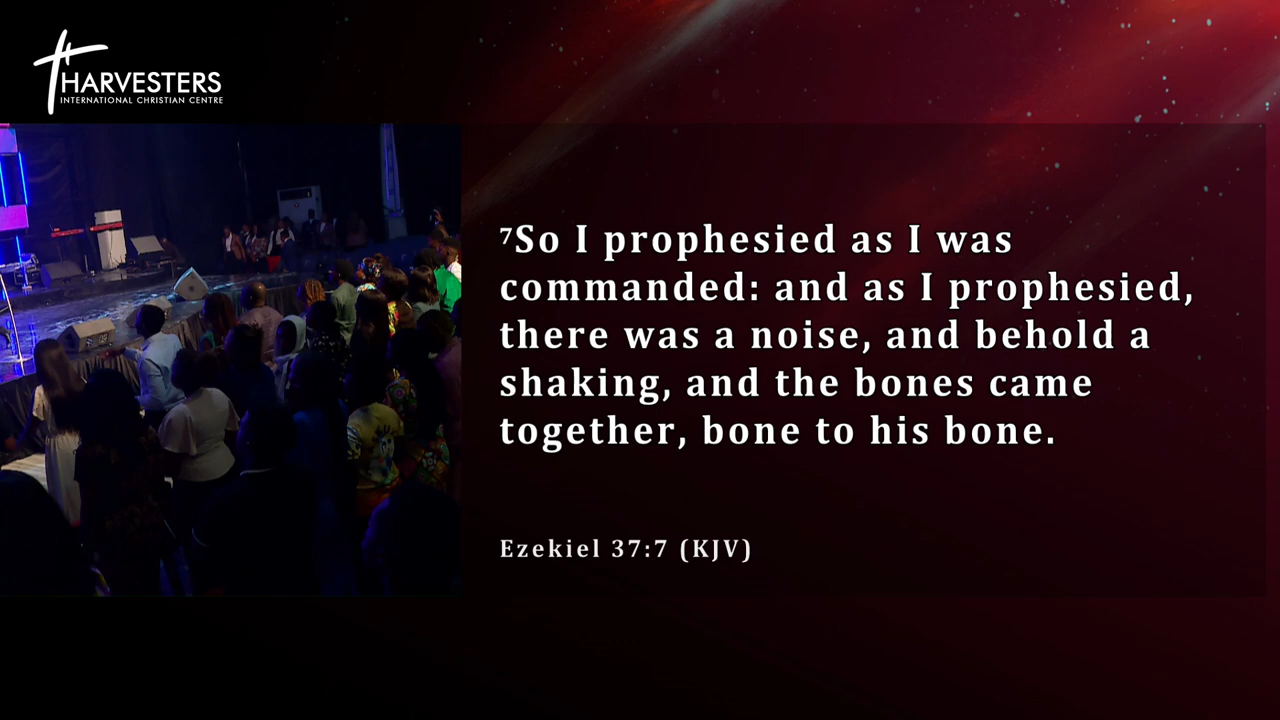 HARVESTERS
INTERNATIONAL CHRISTIAN CENTRE
⁷So I prophesied as I was
commanded: and as I prophesied,
there was a noise, and behold a
shaking, and the bones came
together, bone to his bone.
Ezekiel 37:7 (KJV)